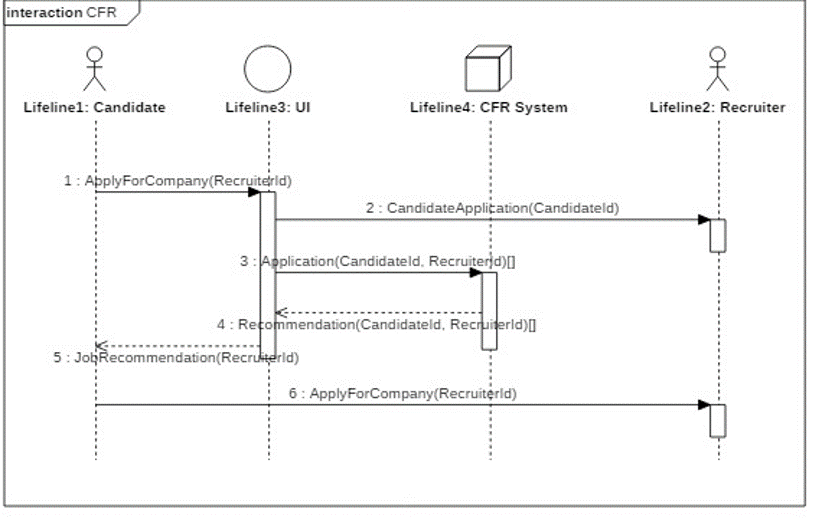 interaction CFR
Lifeline1: Candidate
Lifeline3: UI
Lifeline4: CFR System
Lifeline2: Recruiter
1 : ApplyForCompany(RecruiterId)
2 : CandidateApplication(CandidateId)
3 : Application(CandidateId, RecruiterId)[]
4 : Recommendation(CandidateId, RecruiterId)[]
5 : JobRecommendation(RecruiterId)
6 : ApplyForCompany(RecruiterId)